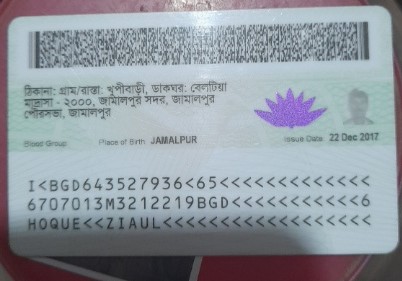 ঠিকানা: গ্রাম/রাস্তা: খুপীবাড়ী, ডাকঘর: বেলটিয়া
মাদ্রাসা - ২০০০, জামালপুর সদর, জামালপুর
পৌরসভা, জামালপুর
Blood Group Place of Birth JAMALPUR Issue Date 22 Dec 2017
I<BGD643527936<65<<<<<<<<<<<<<
6707013M3212219BGD<<<<<<<<<<<6
HOQUE<<ZIAUL<<<<<<<<<<<<<<<<<<